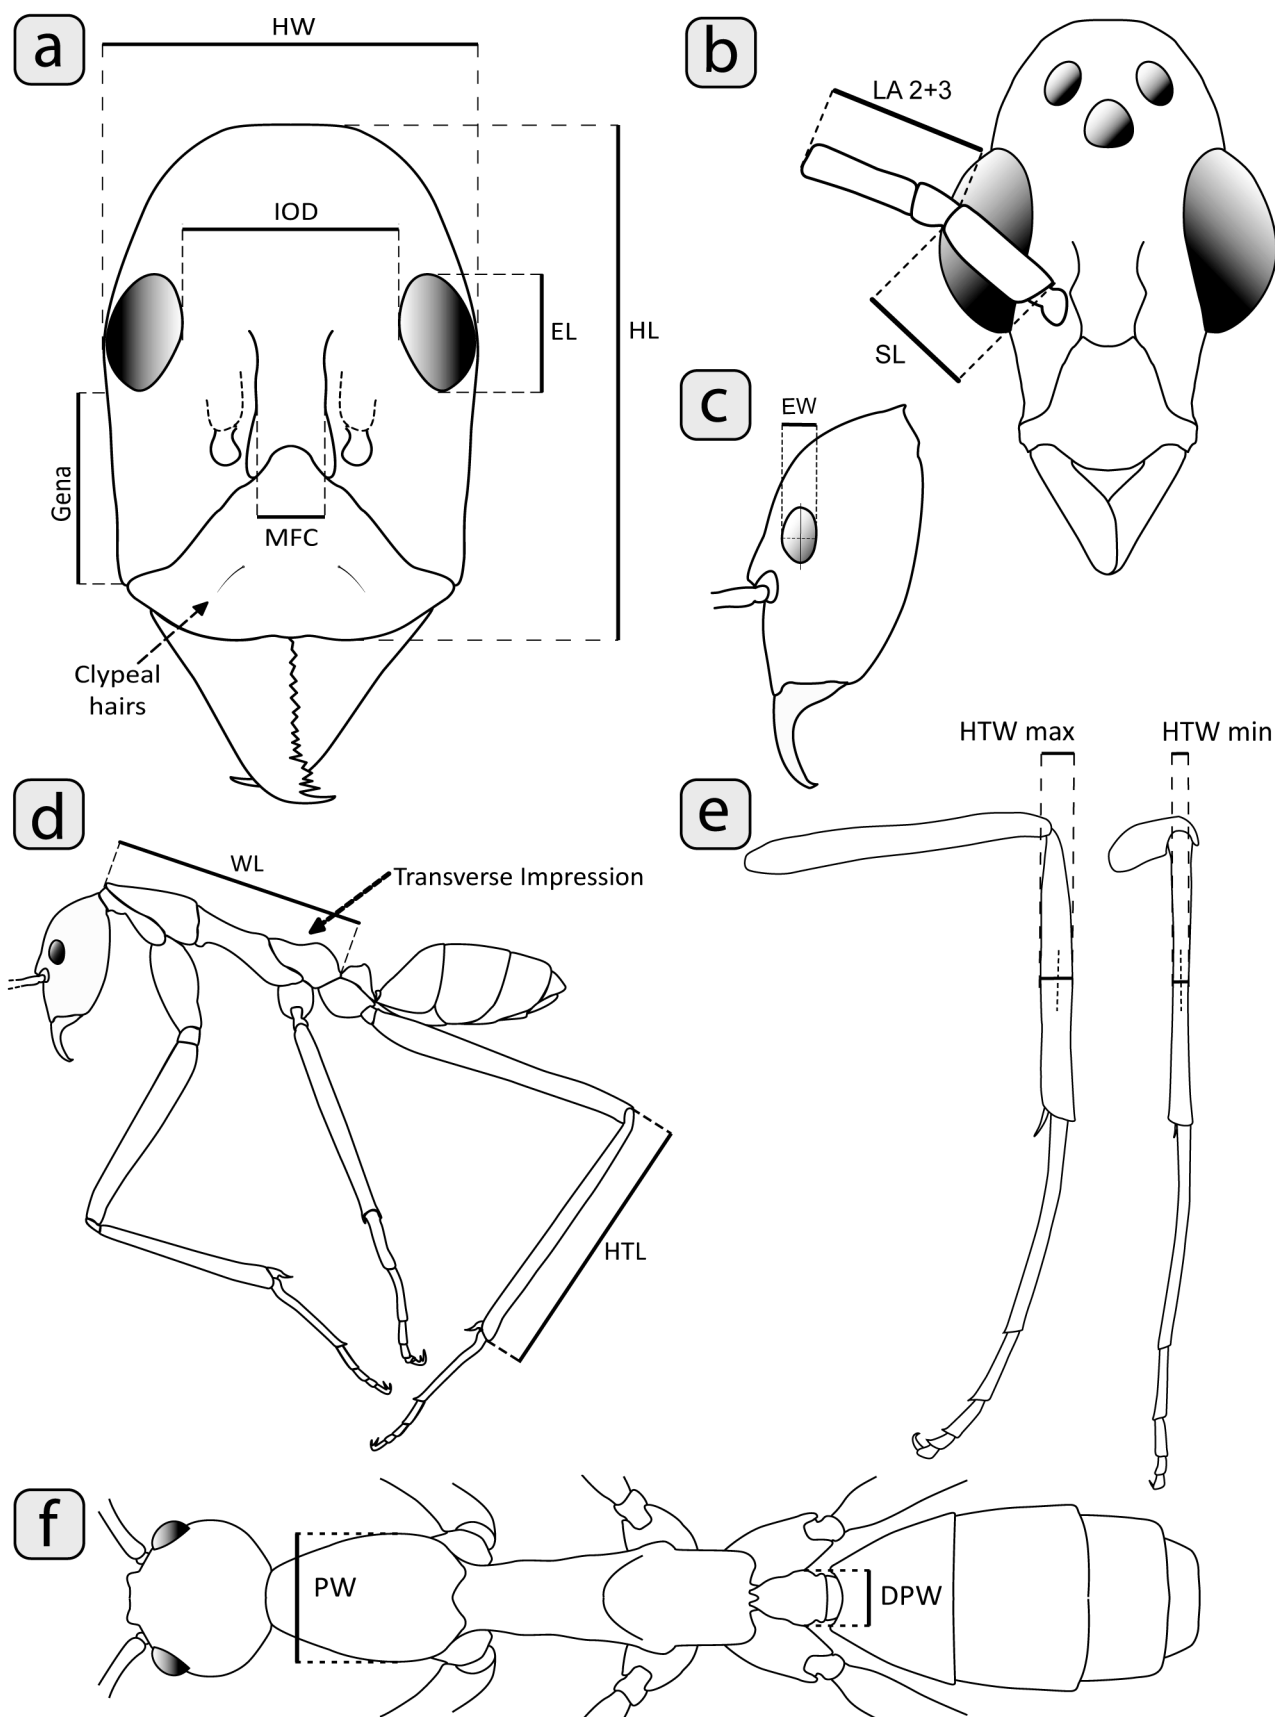 a
HW
IOD
EL
HL
Gena
MFC
Clypeal
hairs
b
LA 2+3
SL
c
EW
d
WL
Transverse Impression
HTL
e
HTW max
HTW min
f
PW
DPW